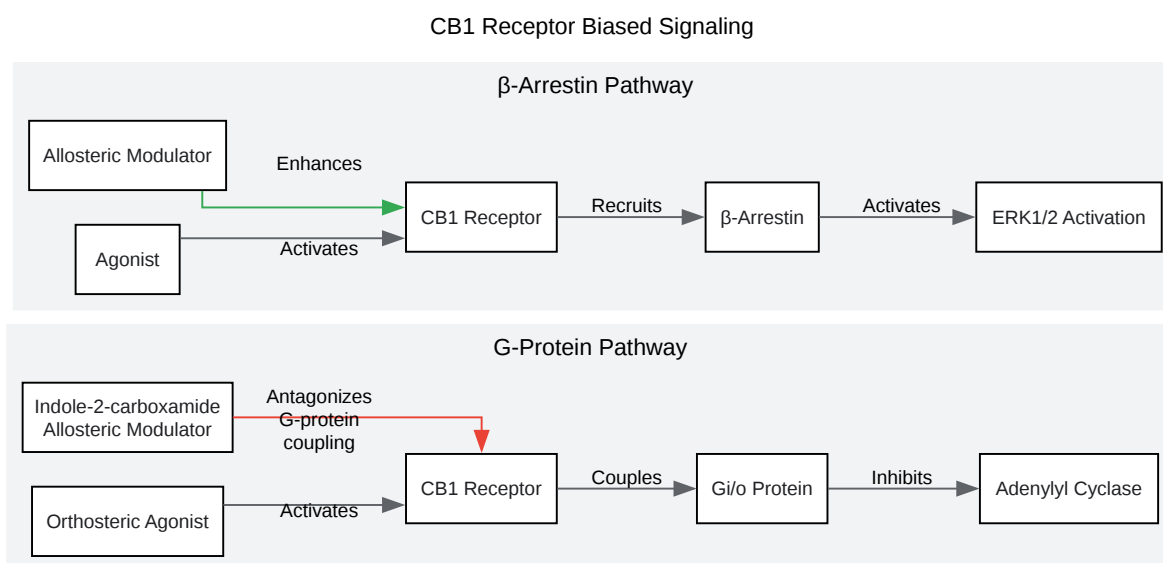 CB1 Receptor Biased Signaling
β-Arrestin Pathway
Allosteric Modulator
Enhances
Agonist
Activates
CB1 Receptor
Recruits
β-Arrestin
Activates
ERK1/2 Activation
G-Protein Pathway
Indole-2-carboxamide
Allosteric Modulator
Antagonizes
G-protein
coupling
Orthosteric Agonist
Activates
CB1 Receptor
Couples
Gi/o Protein
Inhibits
Adenylyl Cyclase